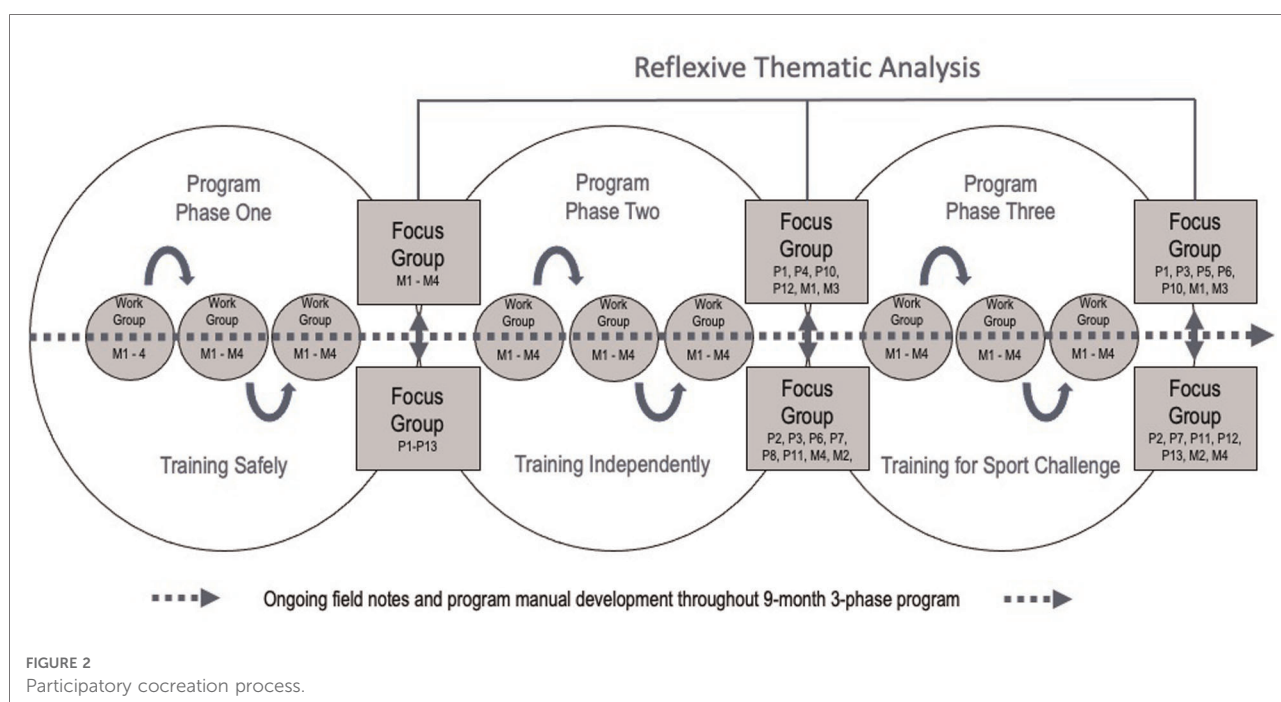 Reflexive Thematic Analysis
Program
Phase One
Focus
Group
M1 - M4
Work
Group
M1 - 4
Work
Group
M1 - M4
Work
Group
M1 - M4
Focus
Group
P1-P13
Training Safely
Program
Phase Two
Focus
Group
P1, P4, P10,
P12, M1, M3
Work
Group
M1 - M4
Work
Group
M1 - M4
Work
Group
M1 - M4
Focus
Group
P2, P3, P6, P7,
P8, P11, M4, M2,
Training Independently
Program
Phase Three
Focus
Group
P1, P3, P5, P6,
P10, M1, M3
Work
Group
M1 - M4
Work
Group
M1 - M4
Work
Group
M1 - M4
Focus
Group
P2, P7, P11, P12,
P13, M2, M4
Training for Sport Challenge
Ongoing field notes and program manual development throughout 9-month 3-phase program
FIGURE 2
Participatory cocreation process.